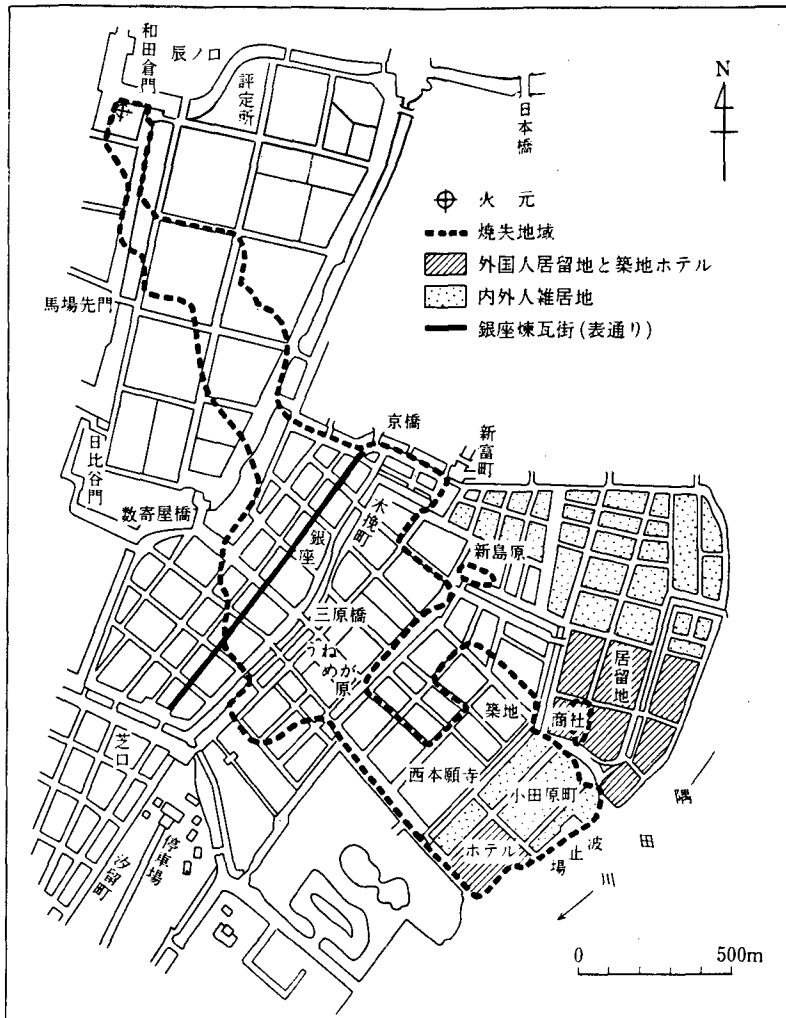 和田倉門
辰ノロ
評定所
日本橋
N
火元
焼失地域
外国人居留地と築地ホテル
内外人雑居地
銀座煉瓦街(表通り)
馬場先門
日比谷門
数寄屋橋
京橋
新富町
木挽町
銀座
新島原
三原橋
うねめが原
居留地
商社
築地
西本願寺
小田原町
ホテル
波止場
隅田川
芝口
停車場
汐留町
0 500m